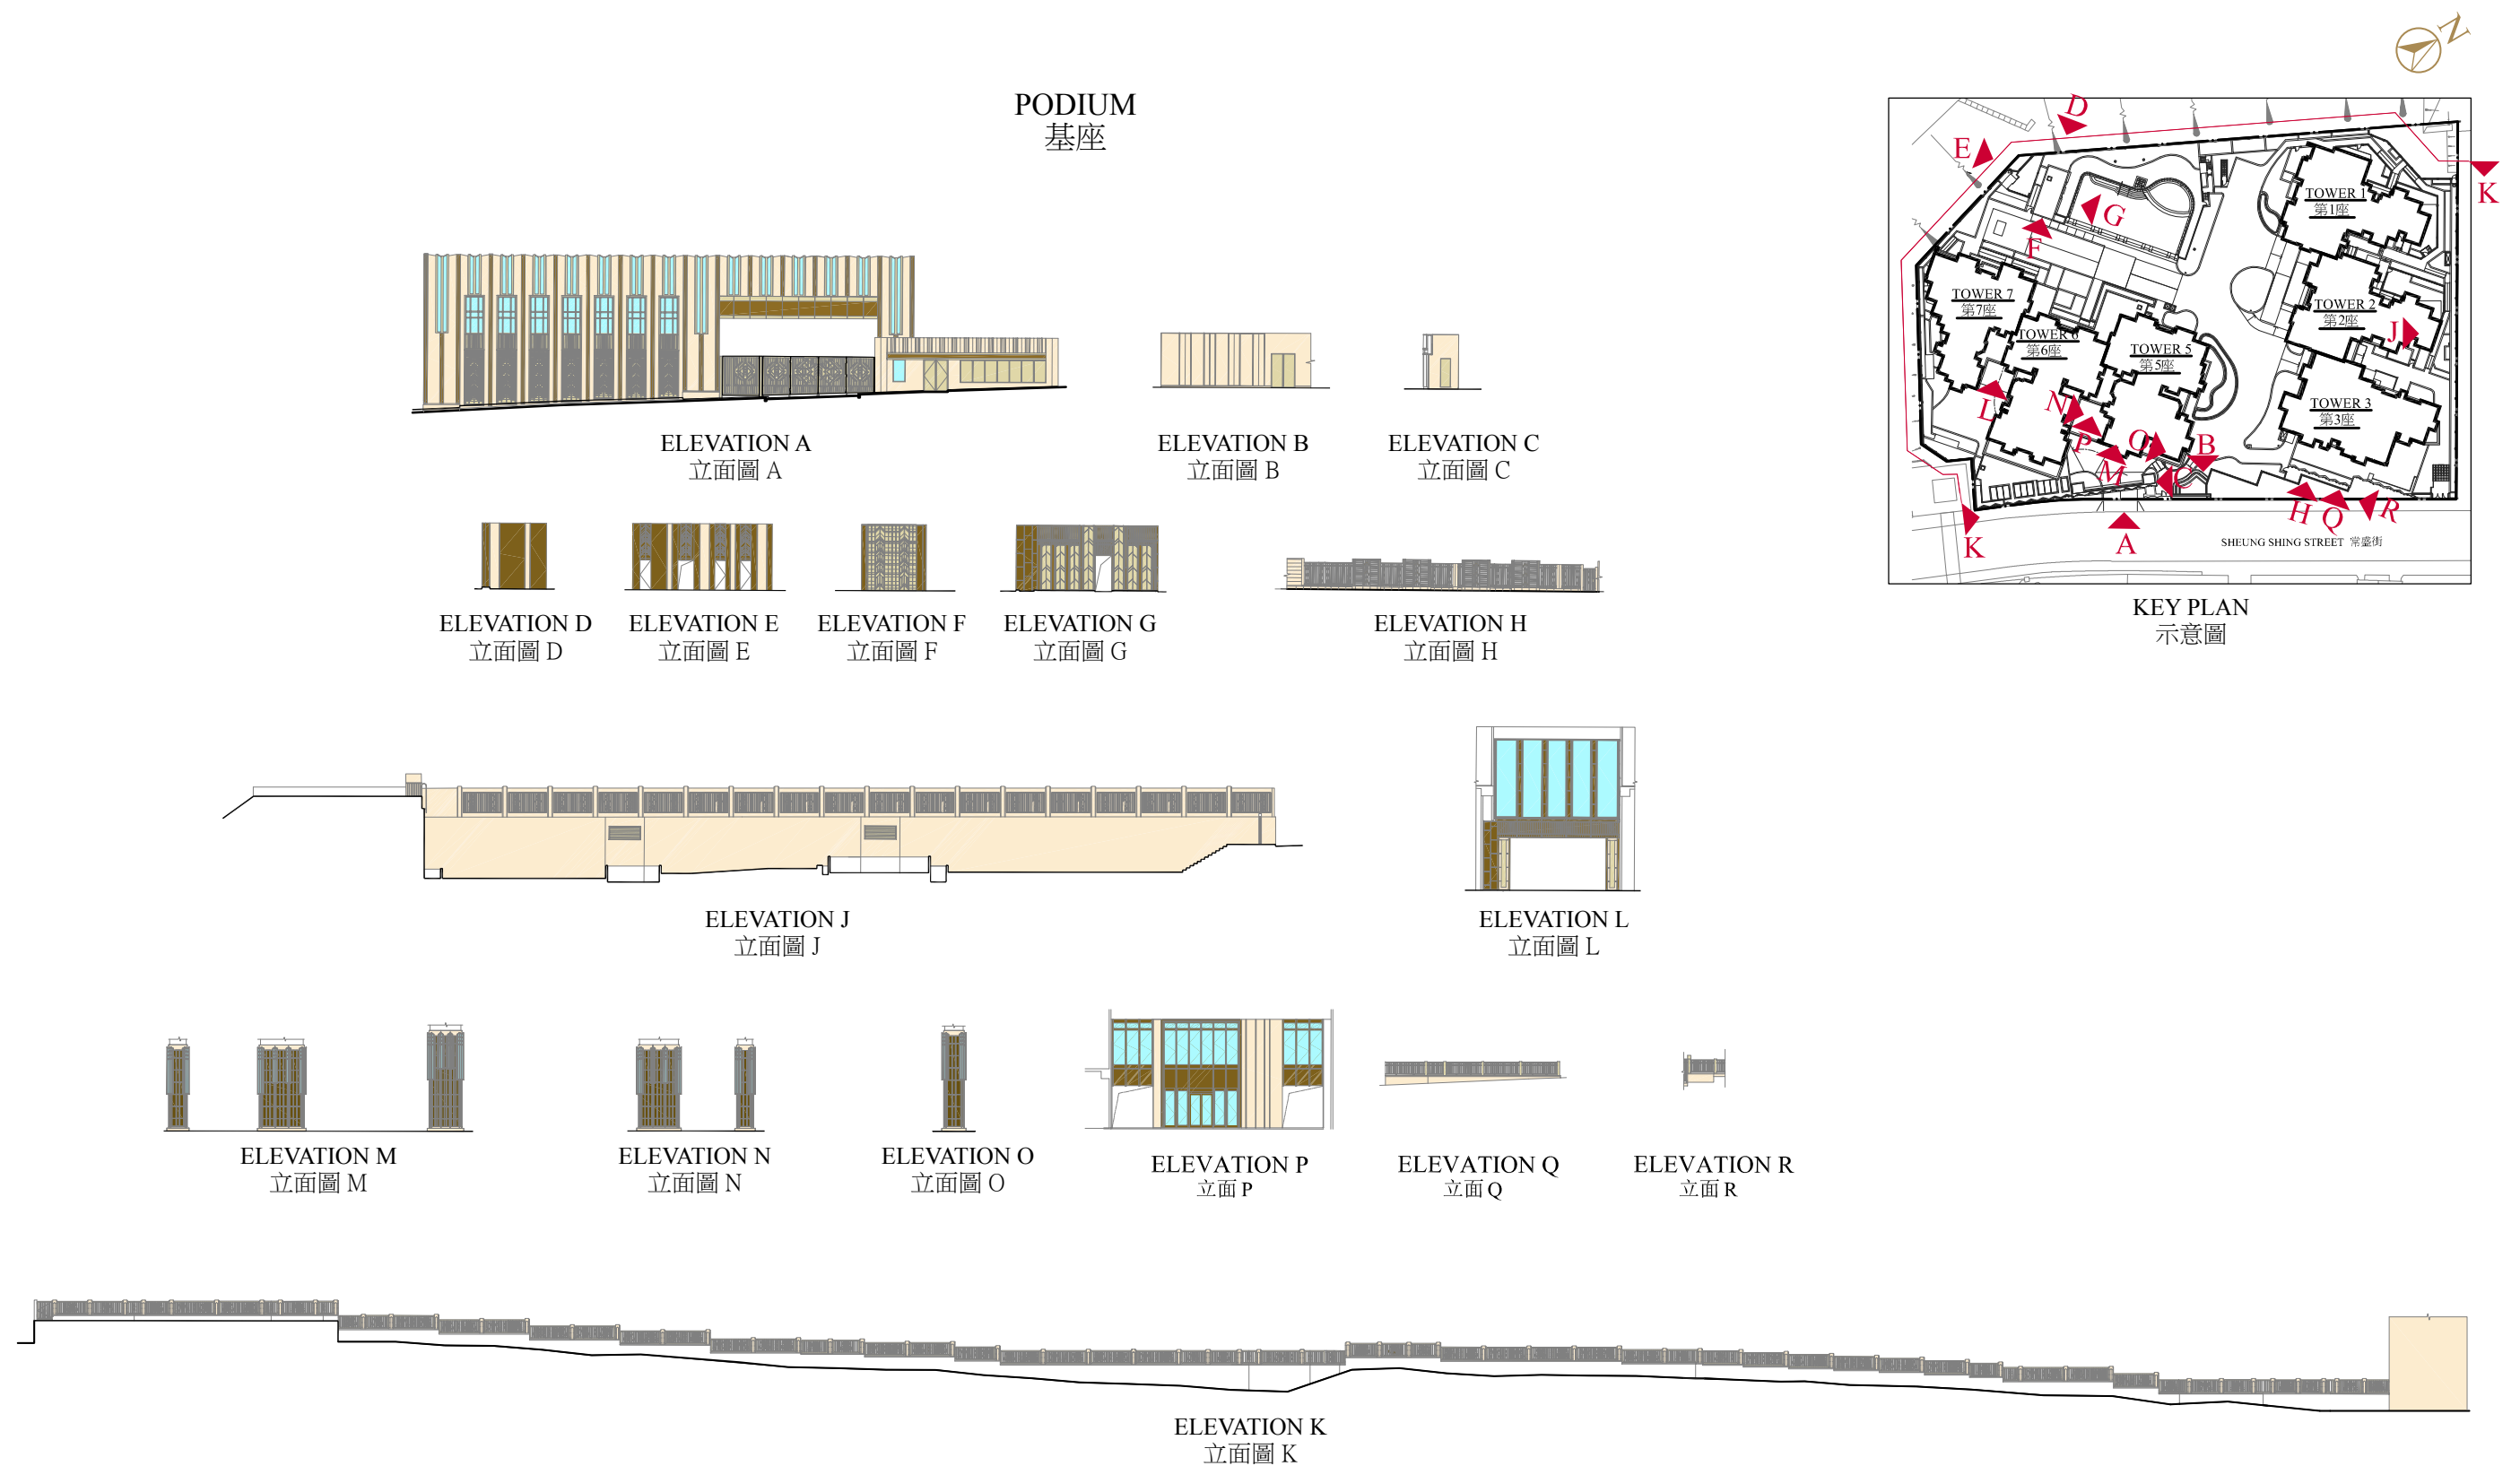 N
PODIUM
基座
D
E
K
G
F
TOWER 1
第1座
TOWER 7
第7座
TOWER 2
第2座
J
TOWER 6
第6座
TOWER 5
第5座
TOWER 3
第3座
L
N
P
O
B
M
C
H
Q
R
K
A
SHEUNG SHING STREET 常盛街
KEY PLAN
示意圖
ELEVATION A
立面圖 A
ELEVATION B
立面圖 B
ELEVATION C
立面圖 C
ELEVATION D
立面圖 D
ELEVATION E
立面圖 E
ELEVATION F
立面圖 F
ELEVATION G
立面圖 G
ELEVATION H
立面圖 H
ELEVATION J
立面圖 J
ELEVATION L
立面圖 L
ELEVATION M
立面圖 M
ELEVATION N
立面圖 N
ELEVATION O
立面圖 O
ELEVATION P
立面 P
ELEVATION Q
立面 Q
ELEVATION R
立面 R
ELEVATION K
立面圖 K